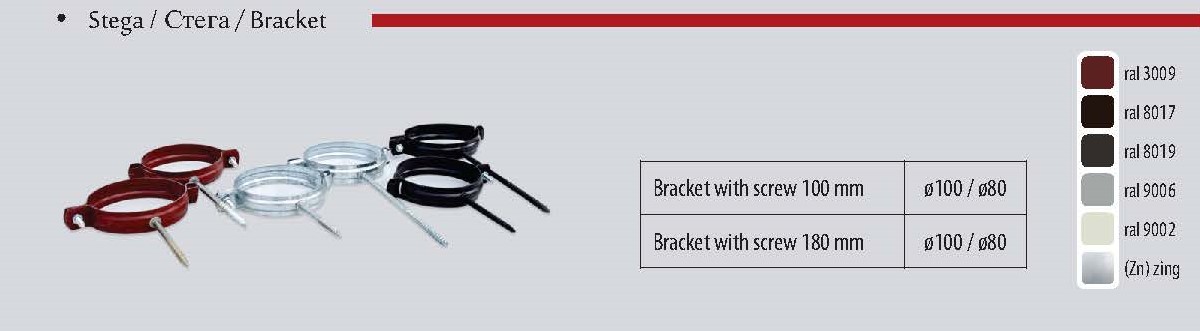 • Stega / Стега / Bracket
ral 3009
ral 8017
ral 8019
ral 9006
ral 9002
(Zn) zing
Bracket with screw 100 mm ø100 / ø80
Bracket with screw 180 mm ø100 / ø80